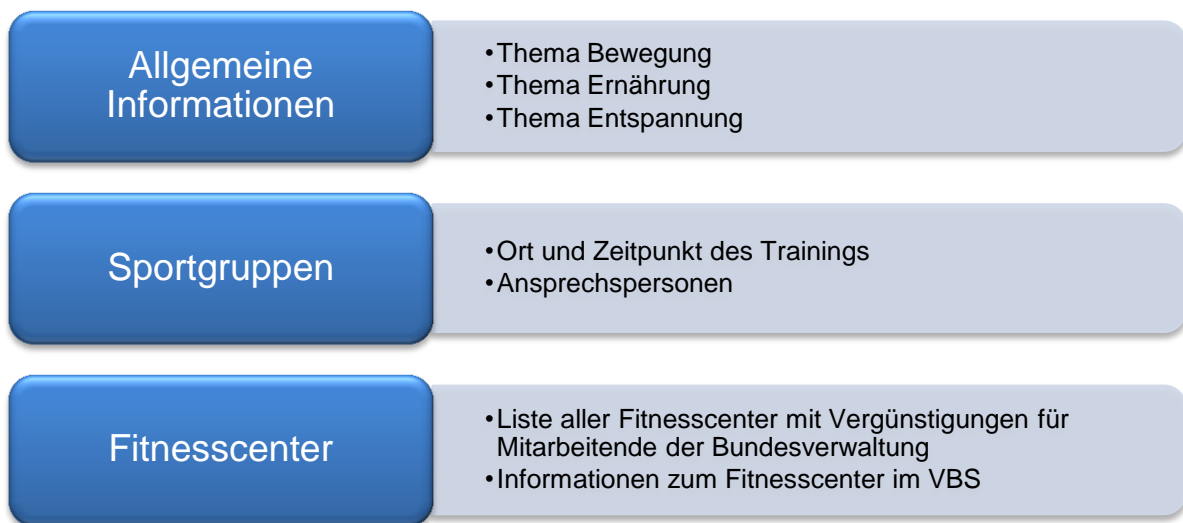 Allgemeine
Informationen
•Thema Bewegung
•Thema Ernährung
•Thema Entspannung
Sportgruppen
•Ort und Zeitpunkt des Trainings
•Ansprechspersonen
Fitnesscenter
•Liste aller Fitnesscenter mit Vergünstigungen für
Mitarbeitende der Bundesverwaltung
•Informationen zum Fitnesscenter im VBS